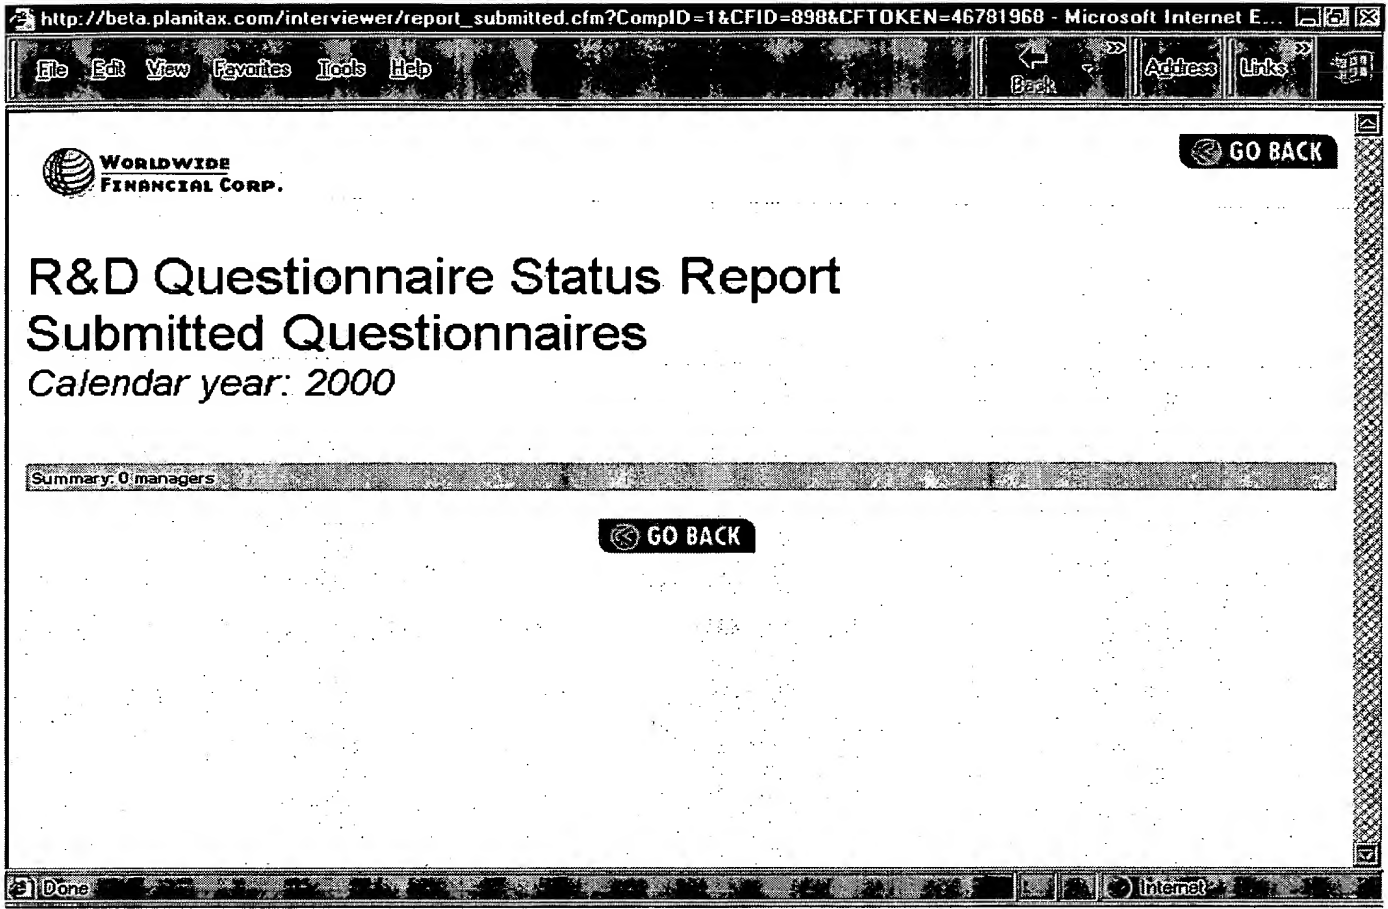 http://beta.planitax.com/interviewer/report_submitted.cfm?CompID=1&CFID=898&CFTOKEN=46781968 - Microsoft Internet E...
File Edit View Favorites Tools Help Back Address Links
WORLDWIDE
FINANCIAL CORP.
GO BACK
R&D Questionnaire Status Report
Submitted Questionnaires
Calendar year: 2000
Summary: 0 managers
GO BACK
Done Internet